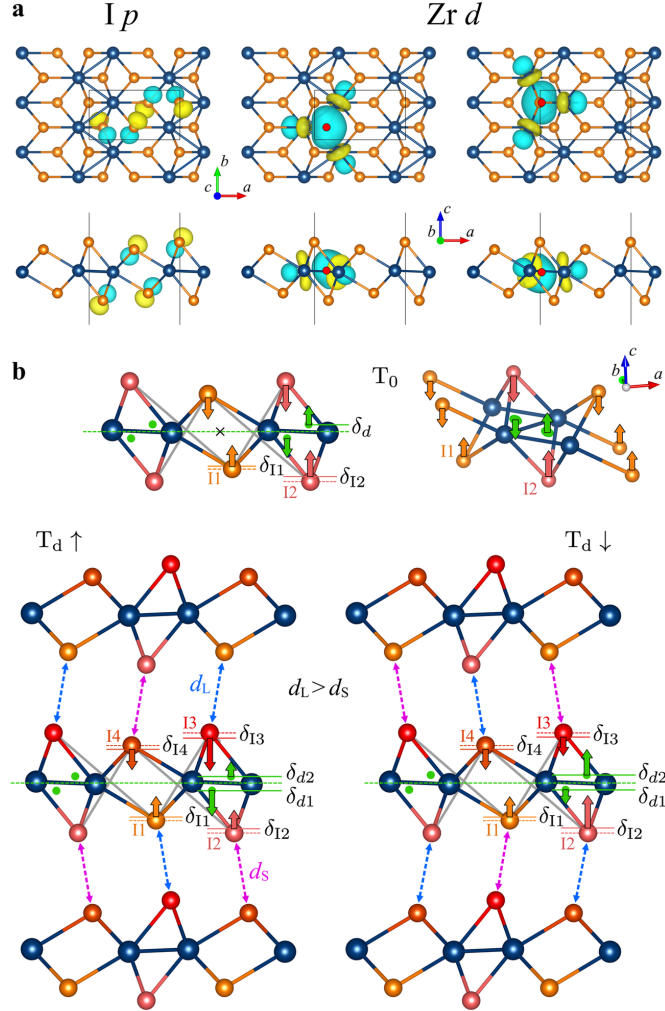 a
I p
Zr d
b
c
a
c
b
a
b
T₀
c
b
a
δd
I1
δI1
I2
δI2
I1
I2
Td ↑
Td ↓
dL
dL > dS
I4
δI4
I3
δI3
δd2
δd1
I1
δI1
I2
δI2
dS
I4
δI4
I3
δI3
δd2
δd1
I1
δI1
I2
δI2